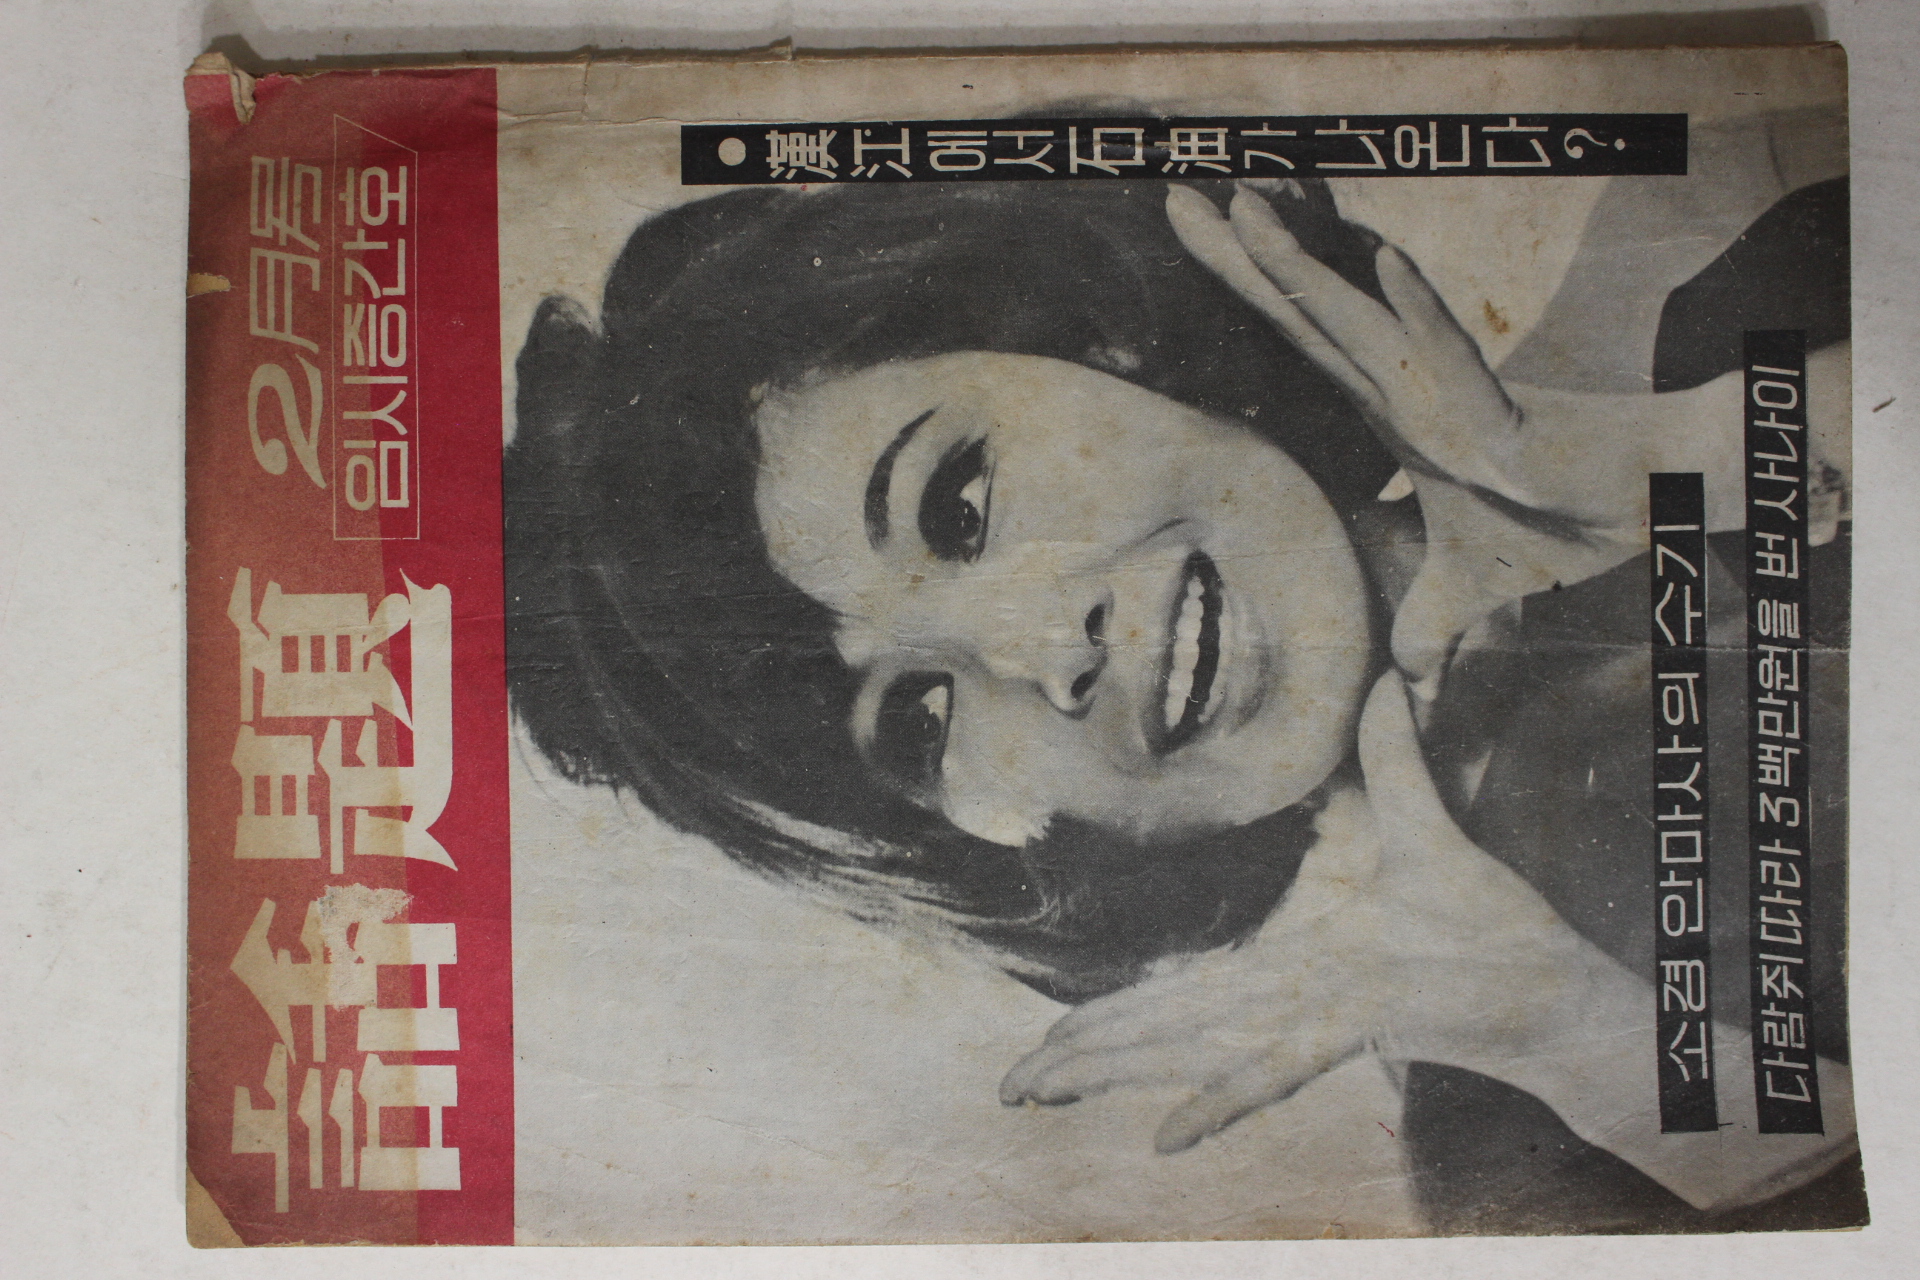 話題
2月号
임시증간호
●漢江에서石油가나온다?
소경 안마사의 수기
다람쥐따라 3백만원을 번 사나이